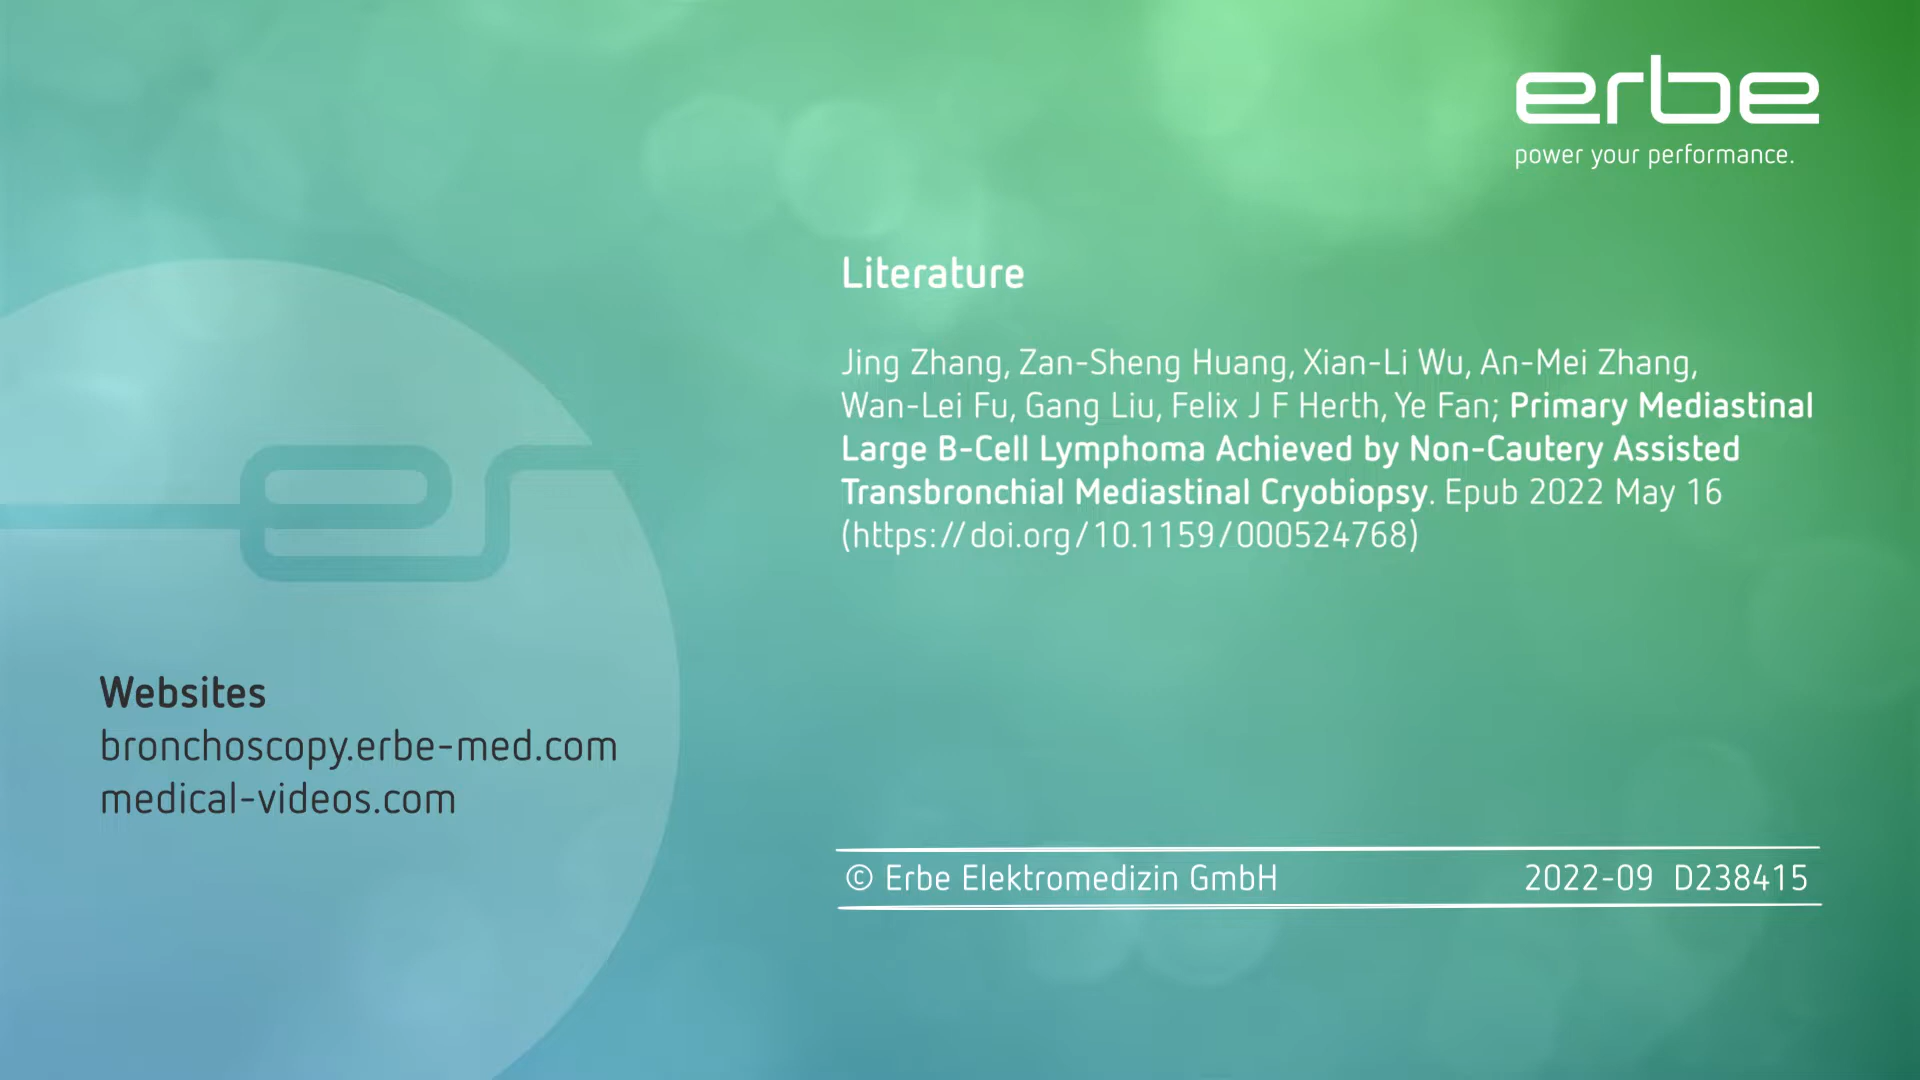 erbe
power your performance.
Literature
Jing Zhang, Zan-Sheng Huang, Xian-Li Wu, An-Mei Zhang,
Wan-Lei Fu, Gang Liu, Felix J F Herth, Ye Fan; Primary Mediastinal
Large B-Cell Lymphoma Achieved by Non-Cautery Assisted
Transbronchial Mediastinal Cryobiopsy. Epub 2022 May 16
(https://doi.org/10.1159/000524768)
Websites
bronchoscopy.erbe-med.com
medical-videos.com
© Erbe Elektromedizin GmbH 2022-09 D238415